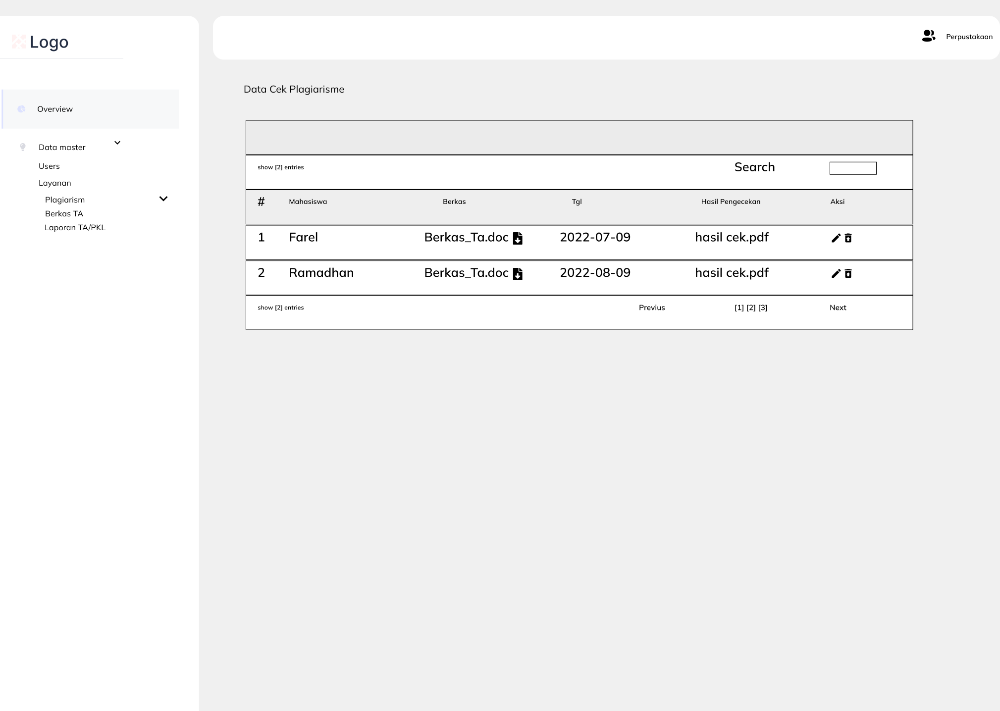 Logo
Perpustakaan
Overview
Data master
Users
Layanan
Plagiarism
Berkas TA
Laporan TA/PKL
Data Cek Plagiarisme
show [2] entries Search
# Mahasiswa Berkas Tgl Hasil Pengecekan Aksi
1 Farel Berkas_Ta.doc 2022-07-09 hasil cek.pdf
2 Ramadhan Berkas_Ta.doc 2022-08-09 hasil cek.pdf
show [2] entries Previus [1] [2] [3] Next